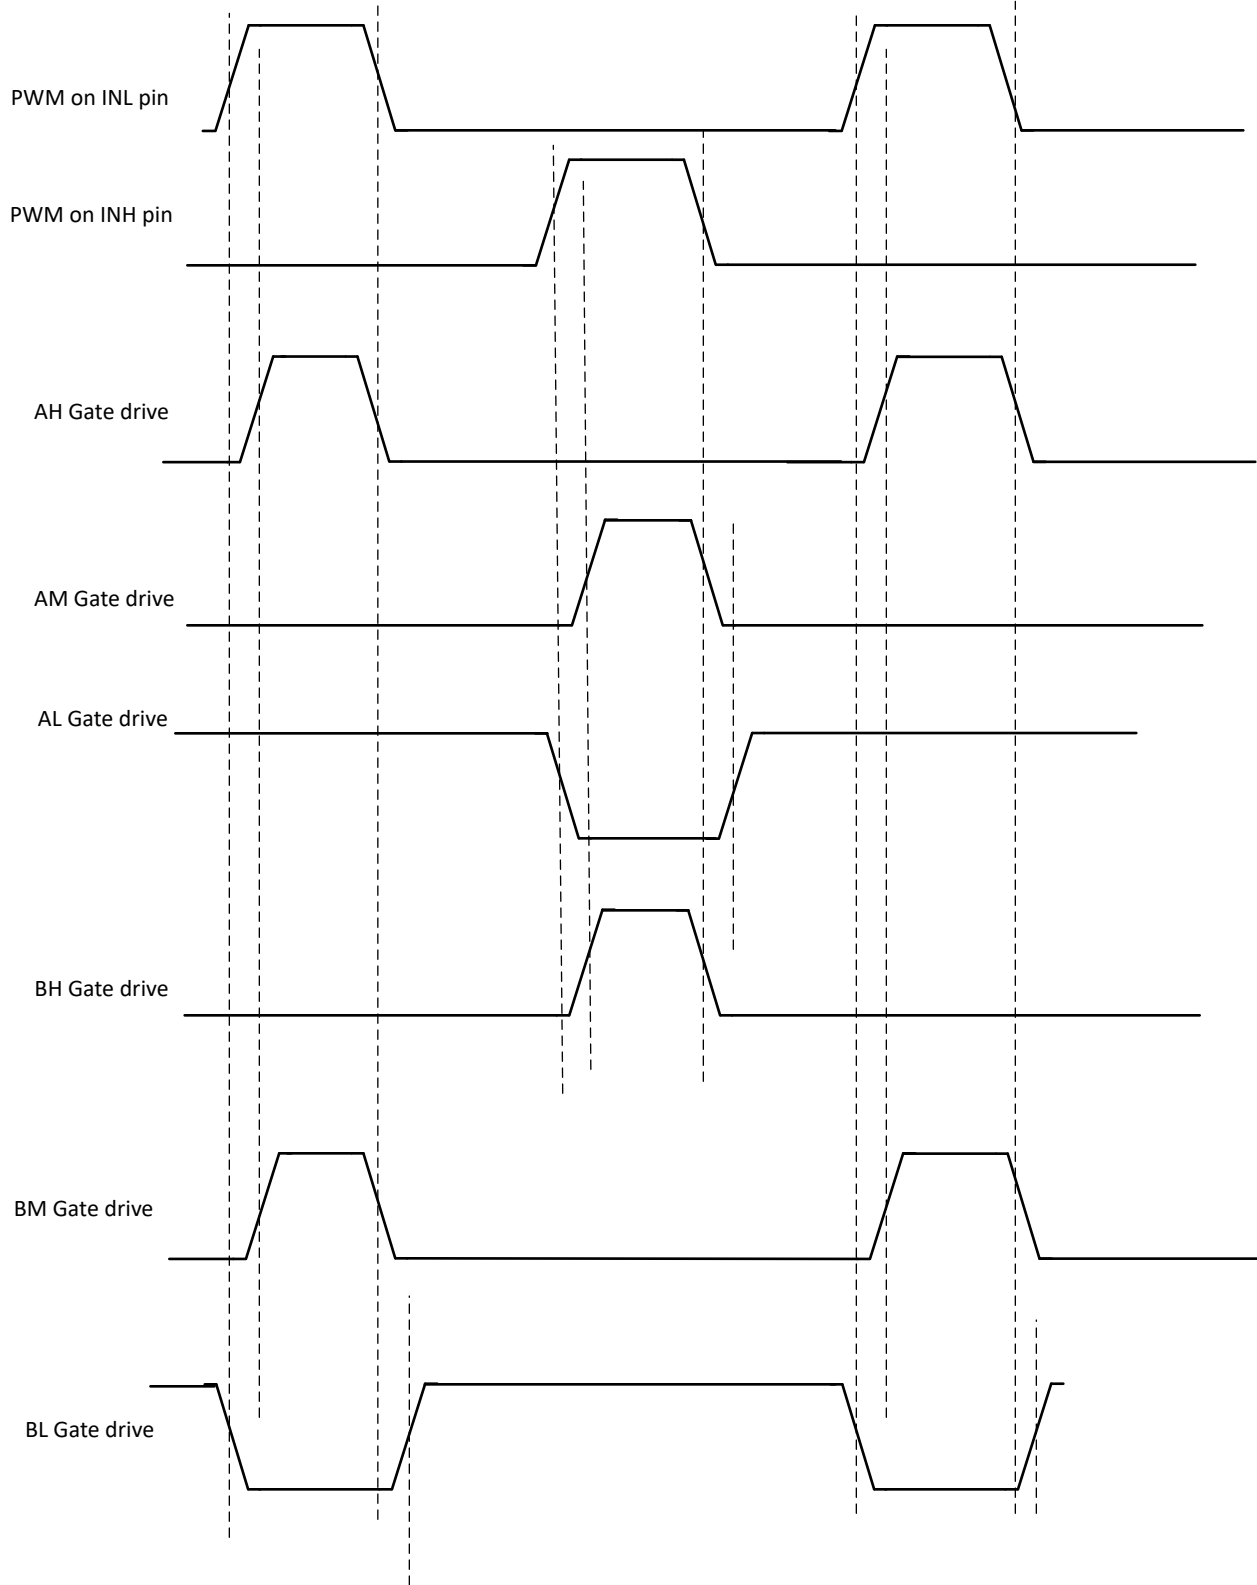 PWM on INL pin
PWM on INH pin
AH Gate drive
AM Gate drive
AL Gate drive
BH Gate drive
BM Gate drive
BL Gate drive